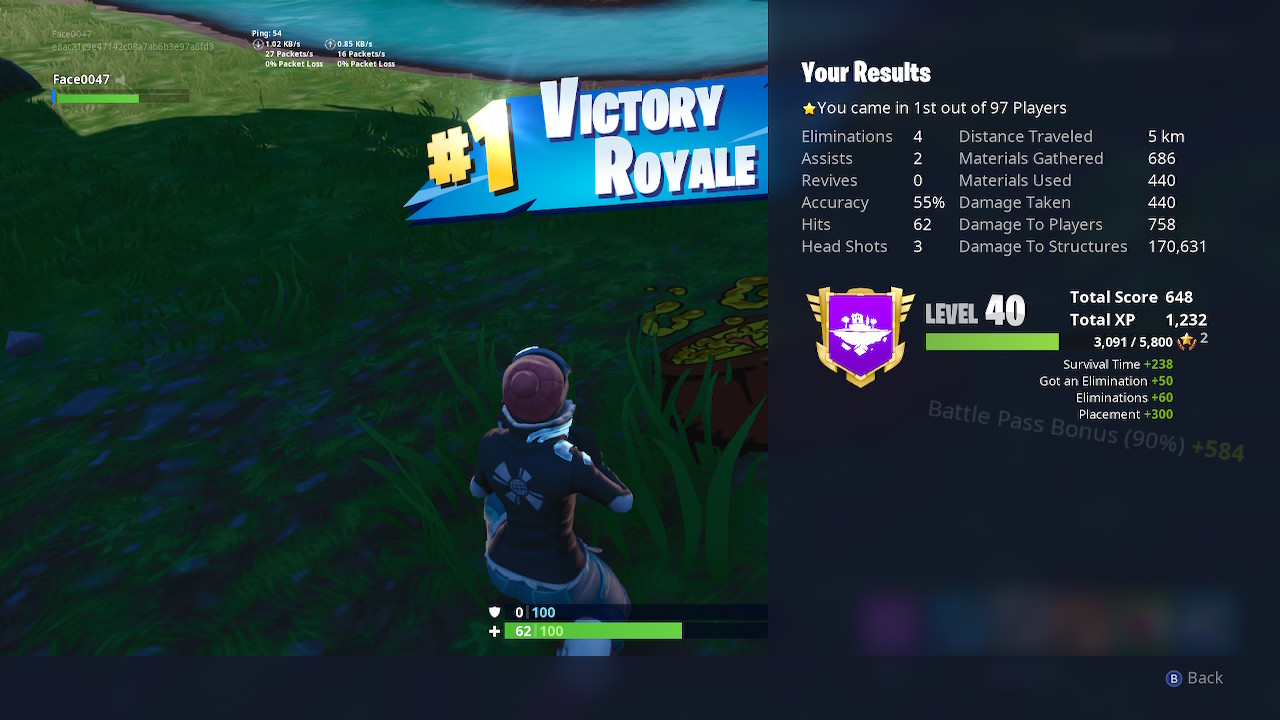 Face0047
e8ac21c9e47142c08a7ab6b3e97a8fd3
Ping: 54
1.02 KB/s 0.85 KB/s
27 Packets/s 16 Packets/s
0% Packet Loss 0% Packet Loss
Face0047
#1 Victory
Royale
0 | 100
62 | 100
Your Results
You came in 1st out of 97 Players
Eliminations 4 Distance Traveled 5 km
Assists 2 Materials Gathered 686
Revives 0 Materials Used 440
Accuracy 55% Damage Taken 440
Hits 62 Damage To Players 758
Head Shots 3 Damage To Structures 170,631
LEVEL 40
Total Score 648
Total XP 1,232
3,091 / 5,800 2
Survival Time +238
Got an Elimination +50
Eliminations +60
Placement +300
Battle Pass Bonus (90%) +584
B Back